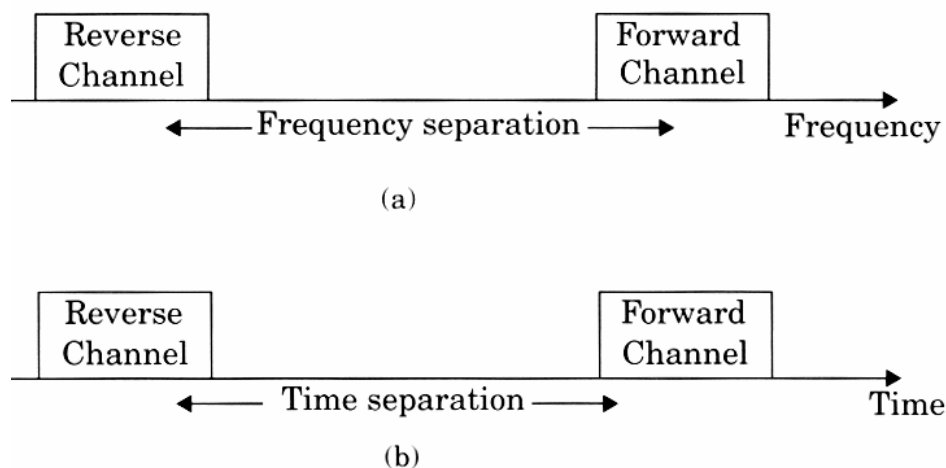 Reverse
Channel
Forward
Channel
Frequency separation
Frequency
(a)
Reverse
Channel
Forward
Channel
Time separation
Time
(b)